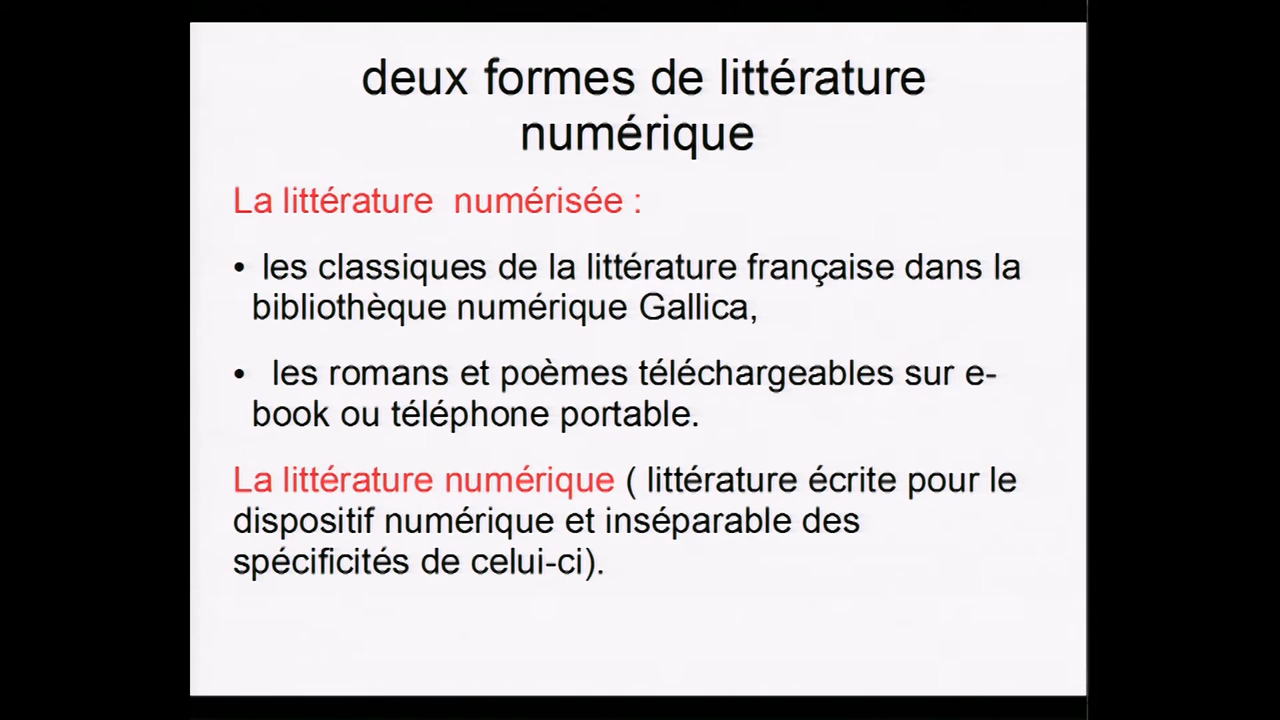 deux formes de littérature
numérique
La littérature  numérisée :
• les classiques de la littérature française dans la
bibliothèque numérique Gallica,
•  les romans et poèmes téléchargeables sur e-
book ou téléphone portable.
La littérature numérique ( littérature écrite pour le
dispositif numérique et inséparable des
spécificités de celui-ci).